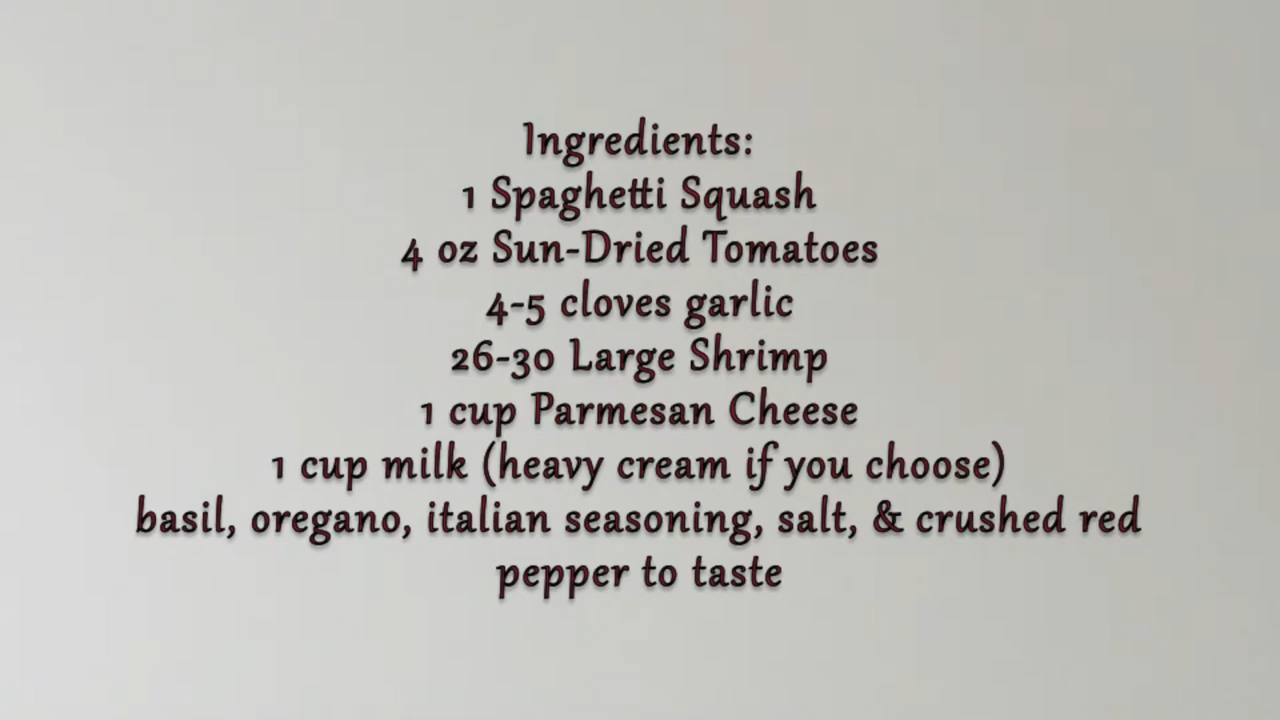 Ingredients:
1 Spaghetti Squash
4 oz Sun-Dried Tomatoes
4-5 cloves garlic
26-30 Large Shrimp
1 cup Parmesan Cheese
1 cup milk (heavy cream if you choose)
basil, oregano, italian seasoning, salt, & crushed red
pepper to taste